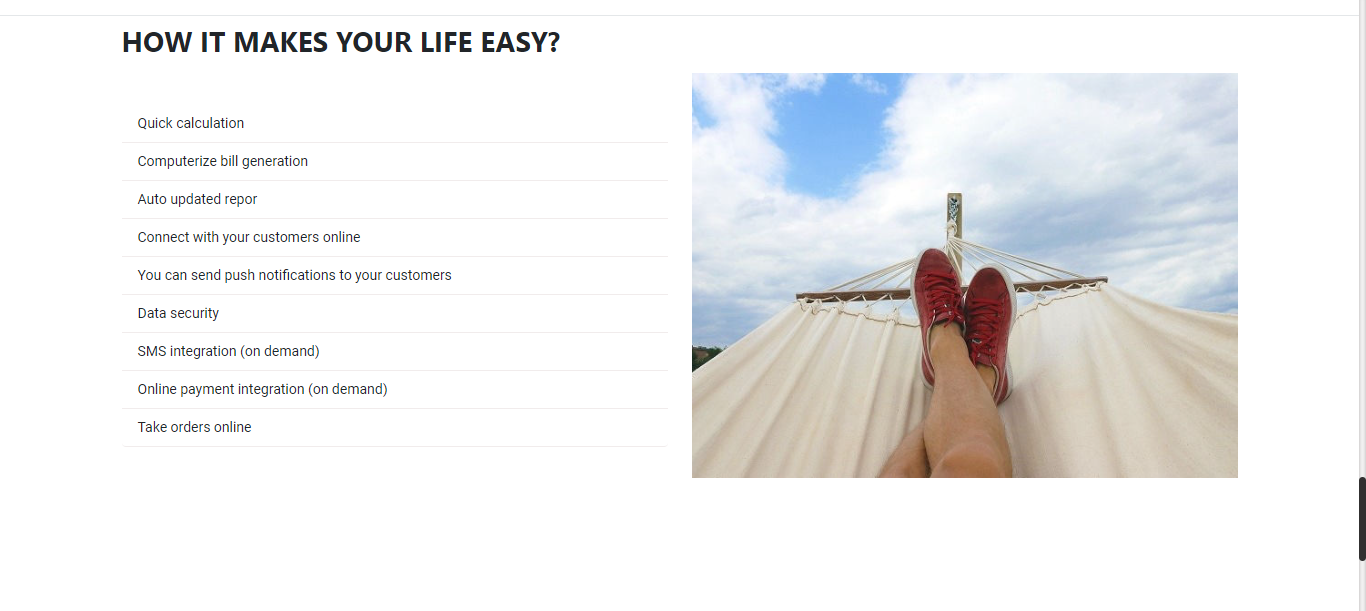 HOW IT MAKES YOUR LIFE EASY?
Quick calculation
Computerize bill generation
Auto updated repor
Connect with your customers online
You can send push notifications to your customers
Data security
SMS integration (on demand)
Online payment integration (on demand)
Take orders online